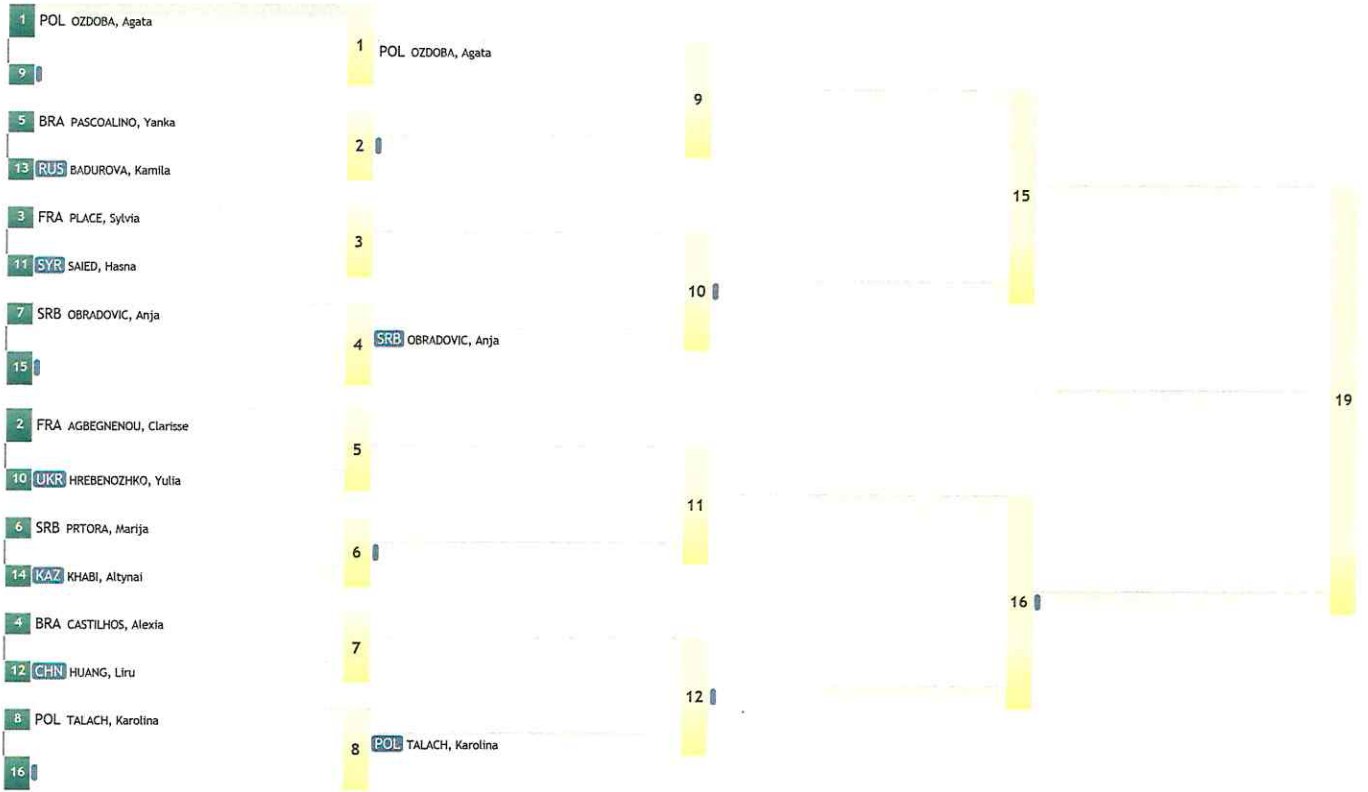 1 POL OZDOBA, Agata
9
5 BRA PASCOALINO, Yanka
13 RUS BADUROVA, Kamila
3 FRA PLACE, Sylvia
11 SYR SAIED, Hasna
7 SRB OBRADOVIC, Anja
15
2 FRA AGBEGNENOU, Clarisse
10 UKR HREBENOZHKO, Yulia
6 SRB PRTORA, Marija
14 KAZ KHABI, Altynai
4 BRA CASTILHOS, Alexia
12 CHN HUANG, Liru
8 POL TALACH, Karolina
16
1 POL OZDOBA, Agata
2
3
4 SRB OBRADOVIC, Anja
5
6
7
8 POL TALACH, Karolina
9
10
11
12
15
16
19